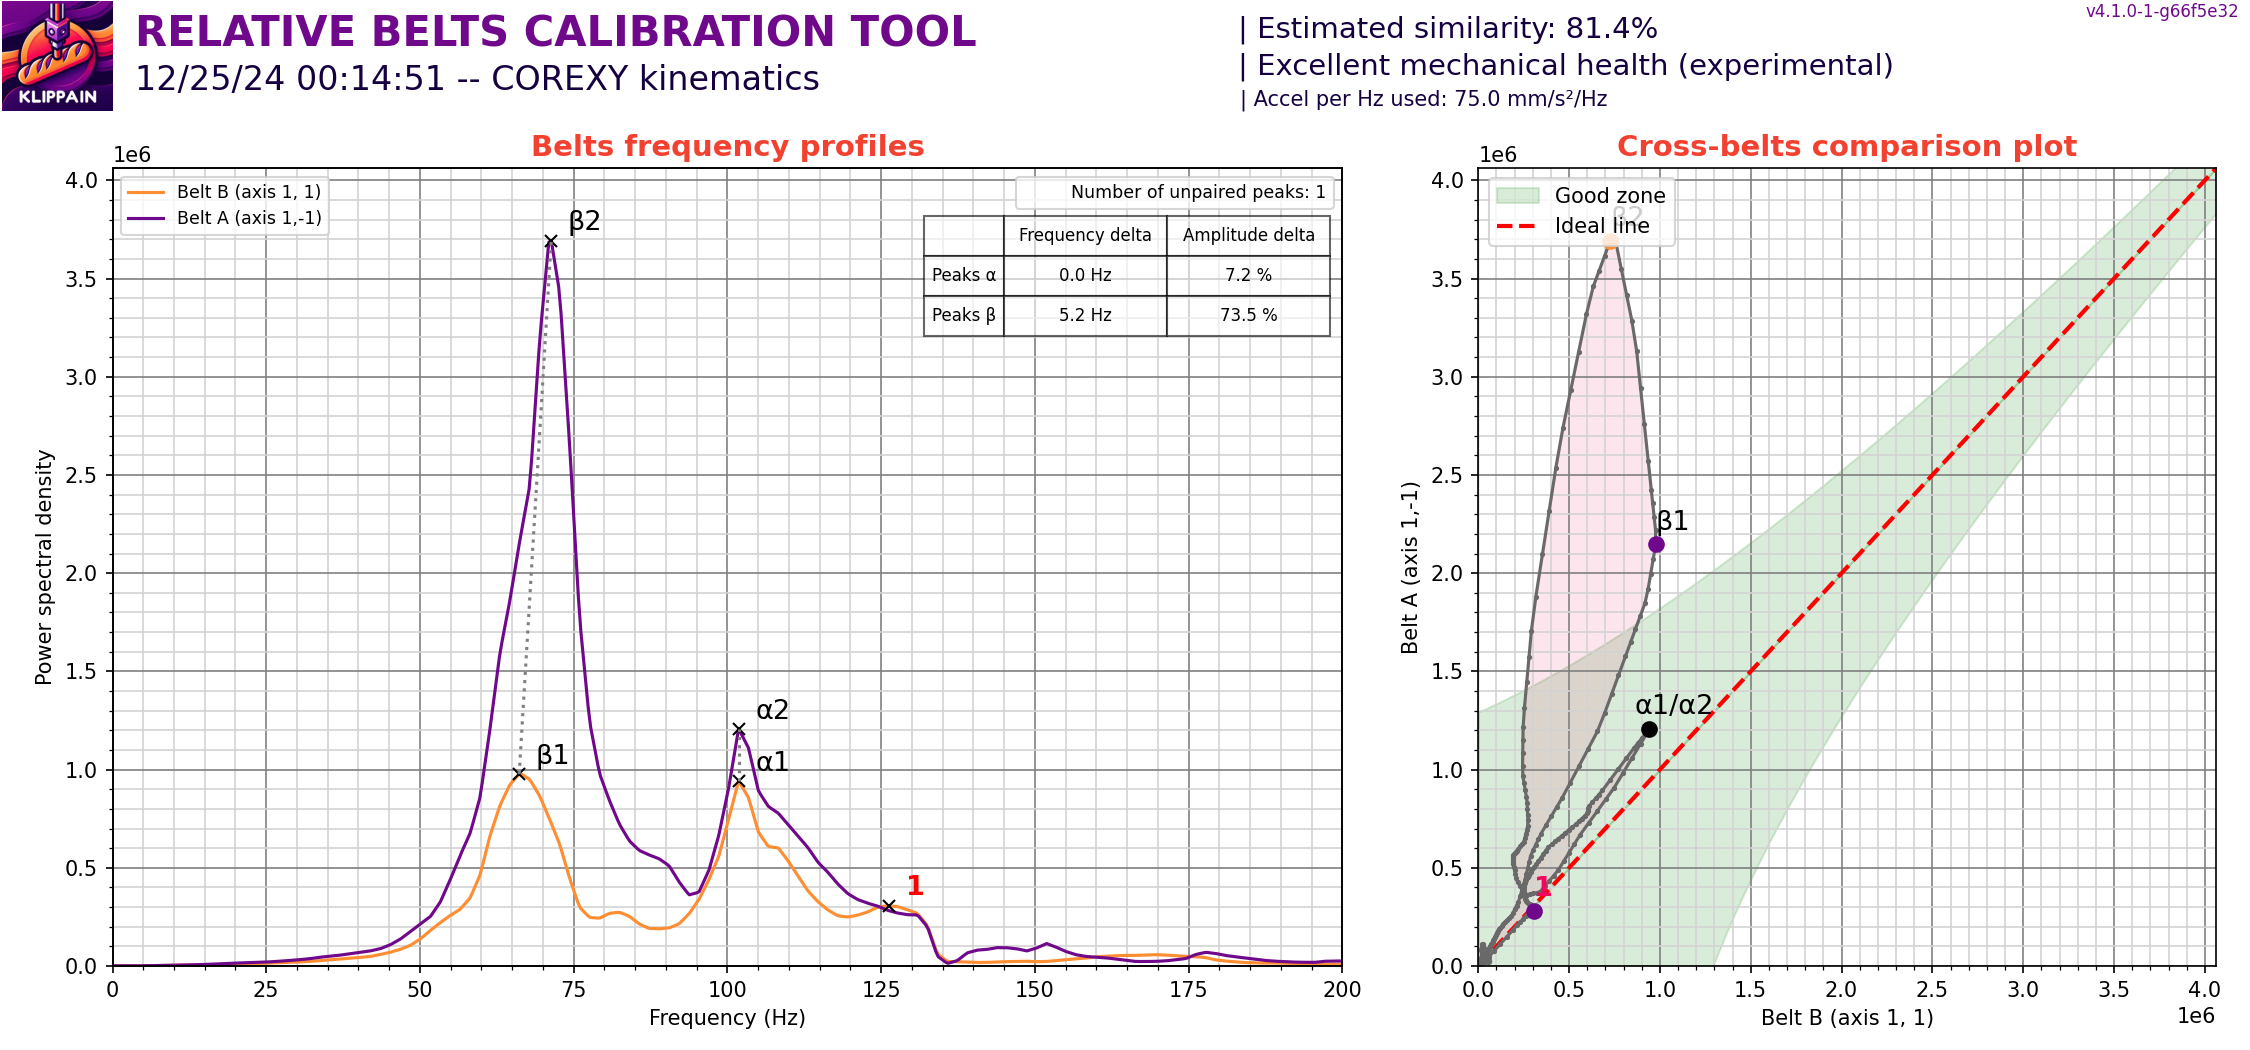 KLIPPAIN
RELATIVE BELTS CALIBRATION TOOL
12/25/24 00:14:51 -- COREXY kinematics
| Estimated similarity: 81.4%
| Excellent mechanical health (experimental)
| Accel per Hz used: 75.0 mm/s²/Hz
v4.1.0-1-g66f5e32
Belts frequency profiles
1e6
Belt B (axis 1, 1)
Belt A (axis 1,-1)
Number of unpaired peaks: 1
Frequency delta Amplitude delta
Peaks α 0.0 Hz 7.2 %
Peaks β 5.2 Hz 73.5 %
β2
β1
α2
α1
1
4.0
3.5
3.0
2.5
2.0
1.5
1.0
0.5
0.0
Power spectral density
0 25 50 75 100 125 150 175 200
Frequency (Hz)
Cross-belts comparison plot
1e6
Good zone
Ideal line
β2
β1
α1/α2
1
4.0
3.5
3.0
2.5
2.0
1.5
1.0
0.5
0.0
Belt A (axis 1,-1)
0.0 0.5 1.0 1.5 2.0 2.5 3.0 3.5 4.0
Belt B (axis 1, 1)
1e6